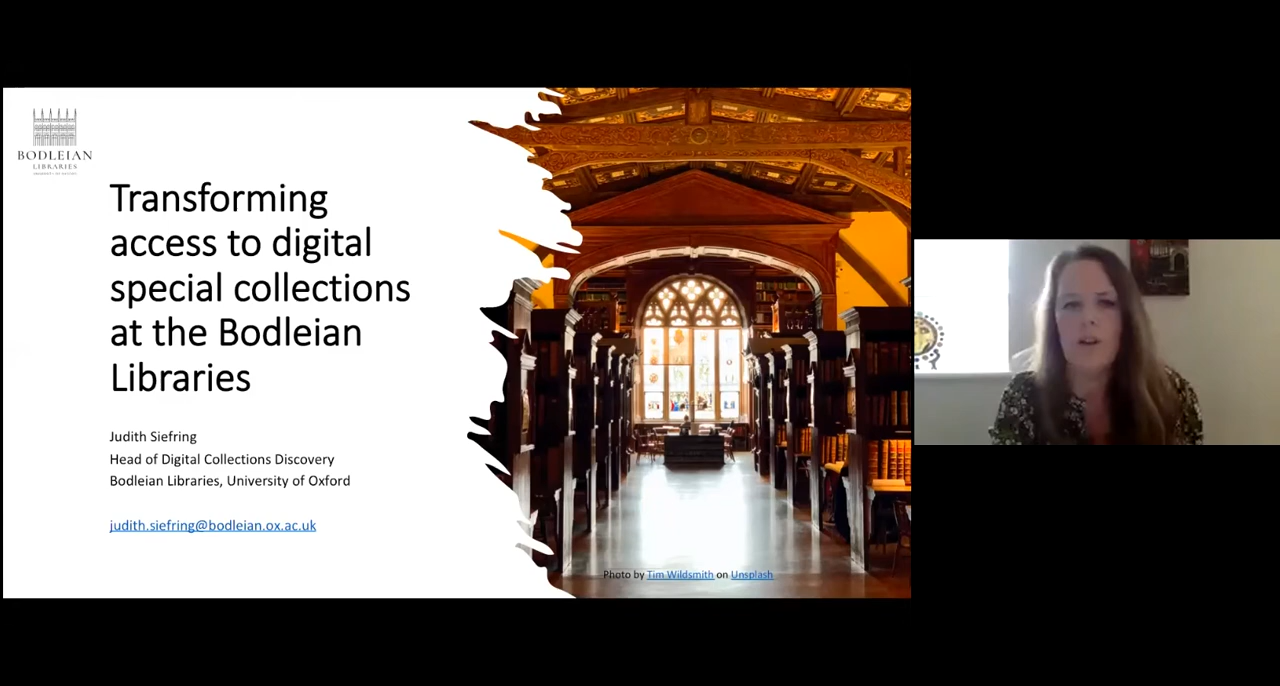 BODLEIAN
LIBRARIES
Transforming
access to digital
special collections
at the Bodleian
Libraries
Judith Siefring
Head of Digital Collections Discovery
Bodleian Libraries, University of Oxford
judith.siefring@bodleian.ox.ac.uk
Photo by Tim Wildsmith on Unsplash